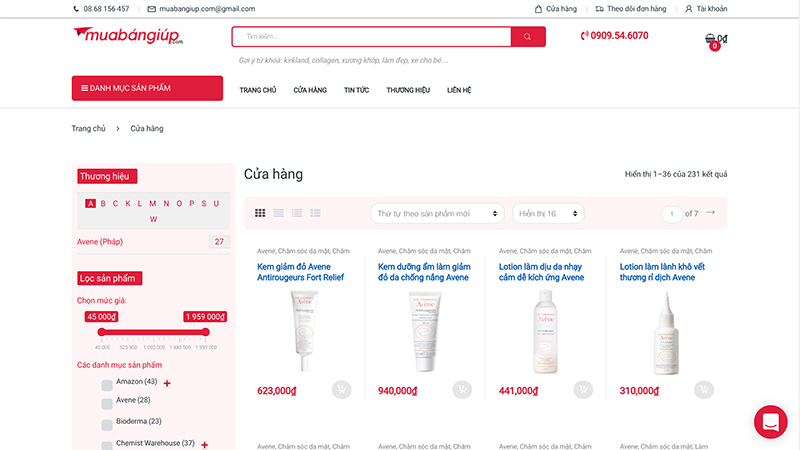 08.68 156 457
muabangiup.com@gmail.com
Cửa hàng
Theo dõi đơn hàng
Tài khoản
muabángiúp.com
Tìm kiếm...
0909.54.6070
0₫
0
Gợi ý từ khoá: kirkland, collagen, xương khớp, làm đẹp, xe cho bé ...
DANH MỤC SẢN PHẨM
TRANG CHỦ
CỬA HÀNG
TIN TỨC
THƯƠNG HIỆU
LIÊN HỆ
Trang chủ > Cửa hàng
Thương hiệu
A B C K L M N O P S U
W
Avene (Pháp) 27
Lọc sản phẩm
Chọn mức giá:
45 000₫ 1 959 000₫
45 000 523 500 1 002 000 1 480 500 1 959 000
Các danh mục sản phẩm
Amazon (43) +
Avene (28)
Bioderma (23)
Chemist Warehouse (37) +
Cửa hàng
Hiển thị 1–36 của 231 kết quả
Thứ tự theo sản phẩm mới
Hiển thị 16
1 of 7 →
Avene, Chăm sóc da mặt, Chăm
Kem giảm đỏ Avene
Antirougeurs Fort Relief
Avène
623,000₫
Avene, Chăm sóc da mặt, Chăm
Kem dưỡng ẩm làm giảm
đỏ da chống nắng Avene
Avène
940,000₫
Avene, Chăm sóc da mặt, Chăm
Lotion làm dịu da nhạy
cảm dễ kích ứng Avene
Avène
441,000₫
Avene, Chăm sóc da mặt, Chăm
Lotion làm lành khô vết
thương rỉ dịch Avene
Avène
310,000₫
Avene, Chăm sóc da mặt, Chăm
Avene, Chăm sóc da mặt, Chăm
Avene, Chăm sóc da mặt, Chăm
Avene, Chăm sóc da mặt, Làm